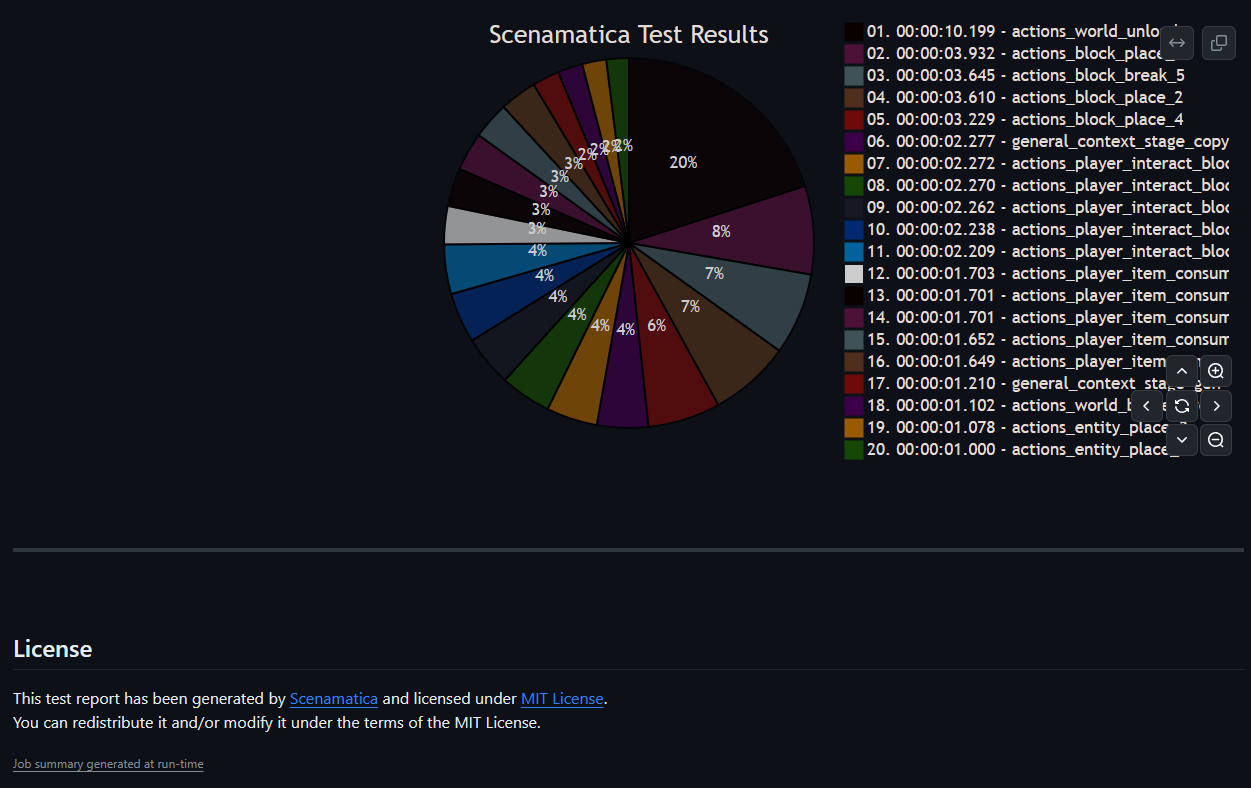 Scenamatica Test Results
20%
8%
7%
7%
6%
4%
4%
4%
4%
4%
4%
3%
3%
3%
3%
3%
2%
2%
2%
2%
01. 00:00:10.199 - actions_world_unlo
02. 00:00:03.932 - actions_block_place_
03. 00:00:03.645 - actions_block_break_5
04. 00:00:03.610 - actions_block_place_2
05. 00:00:03.229 - actions_block_place_4
06. 00:00:02.277 - general_context_stage_copy
07. 00:00:02.272 - actions_player_interact_bloc
08. 00:00:02.270 - actions_player_interact_bloc
09. 00:00:02.262 - actions_player_interact_bloc
10. 00:00:02.238 - actions_player_interact_bloc
11. 00:00:02.209 - actions_player_interact_bloc
12. 00:00:01.703 - actions_player_item_consum
13. 00:00:01.701 - actions_player_item_consum
14. 00:00:01.701 - actions_player_item_consum
15. 00:00:01.652 - actions_player_item_consum
16. 00:00:01.649 - actions_player_item
17. 00:00:01.210 - general_context_stage_gen
18. 00:00:01.102 - actions_world_b
19. 00:00:01.078 - actions_entity_place_
20. 00:00:01.000 - actions_entity_place_
License
This test report has been generated by Scenamatica and licensed under MIT License.
You can redistribute it and/or modify it under the terms of the MIT License.
Job summary generated at run-time